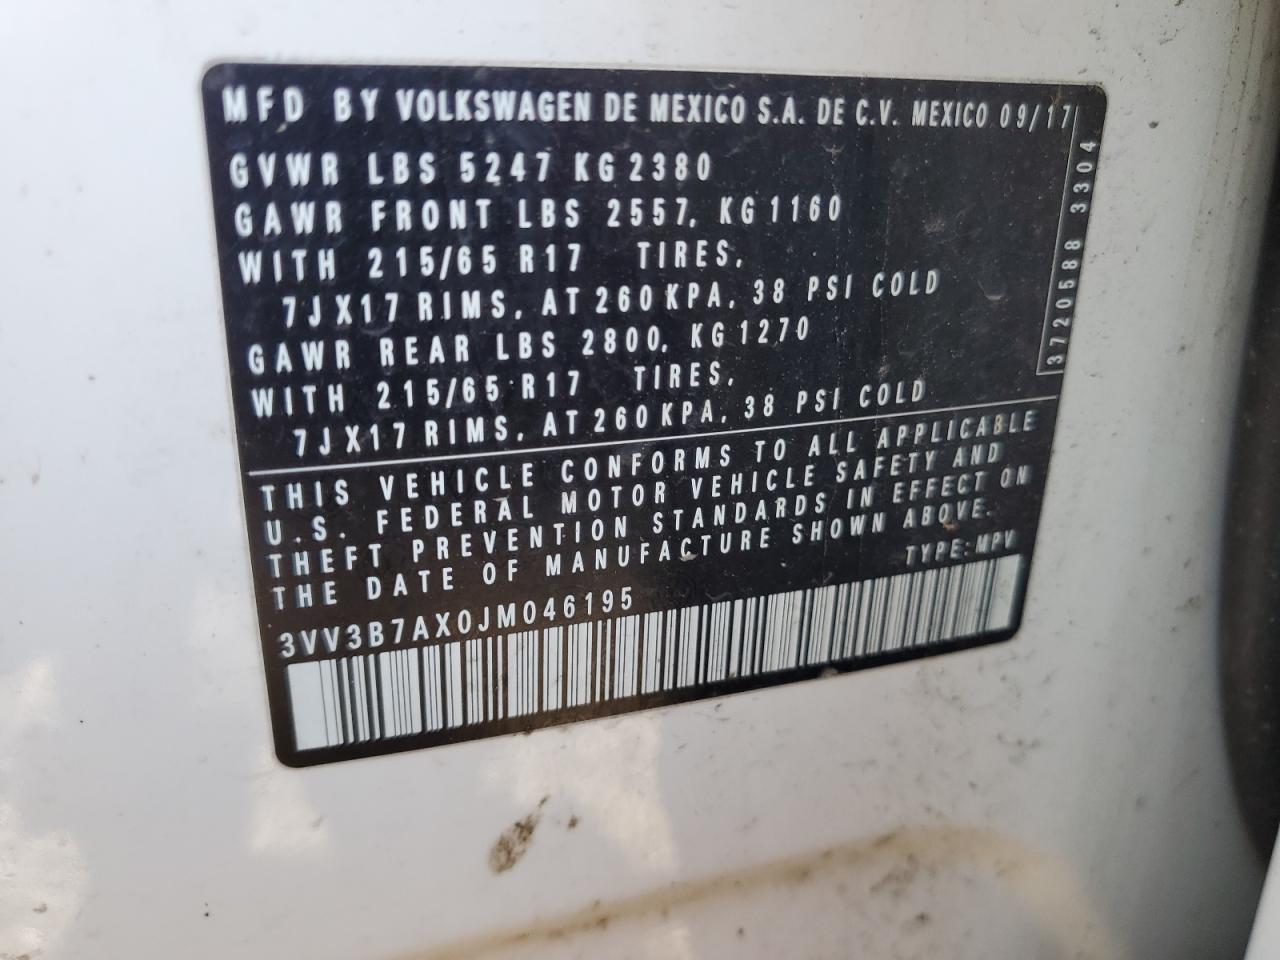 MFD BY VOLKSWAGEN DE MEXICO S.A. DE C.V. MEXICO 09/17
GVWR LBS 5247 KG 2380
GAWR FRONT LBS 2557, KG 1160
WITH 215/65 R17 TIRES,
7JX17 RIMS, AT 260 KPA, 38 PSI COLD
GAWR REAR LBS 2800, KG 1270
WITH 215/65 R17 TIRES,
7JX17 RIMS, AT 260 KPA, 38 PSI COLD
3720588 3304
THIS VEHICLE CONFORMS TO ALL APPLICABLE
U.S. FEDERAL MOTOR VEHICLE SAFETY AND
THEFT PREVENTION STANDARDS IN EFFECT ON
THE DATE OF MANUFACTURE SHOWN ABOVE.
TYPE: MPV
3VV3B7AX0JM046195